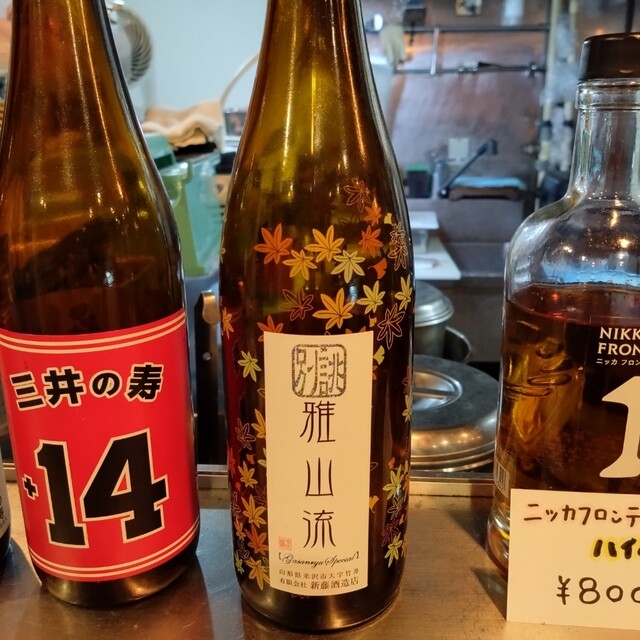 三井の寿
+14
別誂
雅山流
【Gasanryu Special】
山形県米沢市大字竹井
有限会社 新藤酒造店
NIKK
FRON
ニッカ フロン
1
ニッカフロンテ
ハイ
¥800